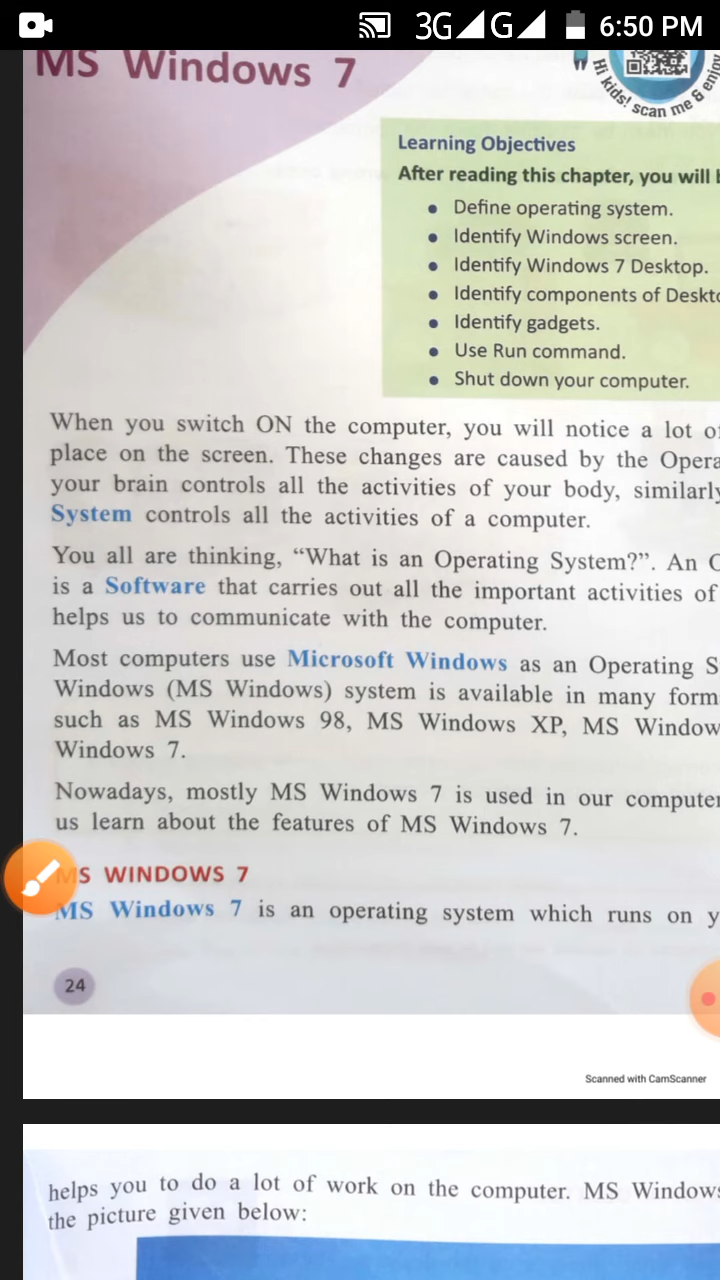 3G G 6:50 PM
MS Windows 7
Hi kids! scan me & enjoy
Learning Objectives
After reading this chapter, you will
Define operating system.
Identify Windows screen.
Identify Windows 7 Desktop.
Identify components of
Identify gadgets.
Use Run command.
Shut down your computer.
When you switch ON the computer, you will notice a lot
place on the screen. These changes are caused by the
your brain controls all the activities of your body, similarly
System controls all the activities of a computer.
You all are thinking, “What is an Operating System?”. An
is a Software that carries out all the important activities of
helps us to communicate with the computer.
Most computers use Microsoft Windows as an Operating
Windows (MS Windows) system is available in many
such as MS Windows 98, MS Windows XP, MS
Windows 7.
Nowadays, mostly MS Windows 7 is used in our
us learn about the features of MS Windows 7.
MS WINDOWS 7
MS Windows 7 is an operating system which runs on
24
Scanned with CamScanner
helps you to do a lot of work on the computer. MS
the picture given below: